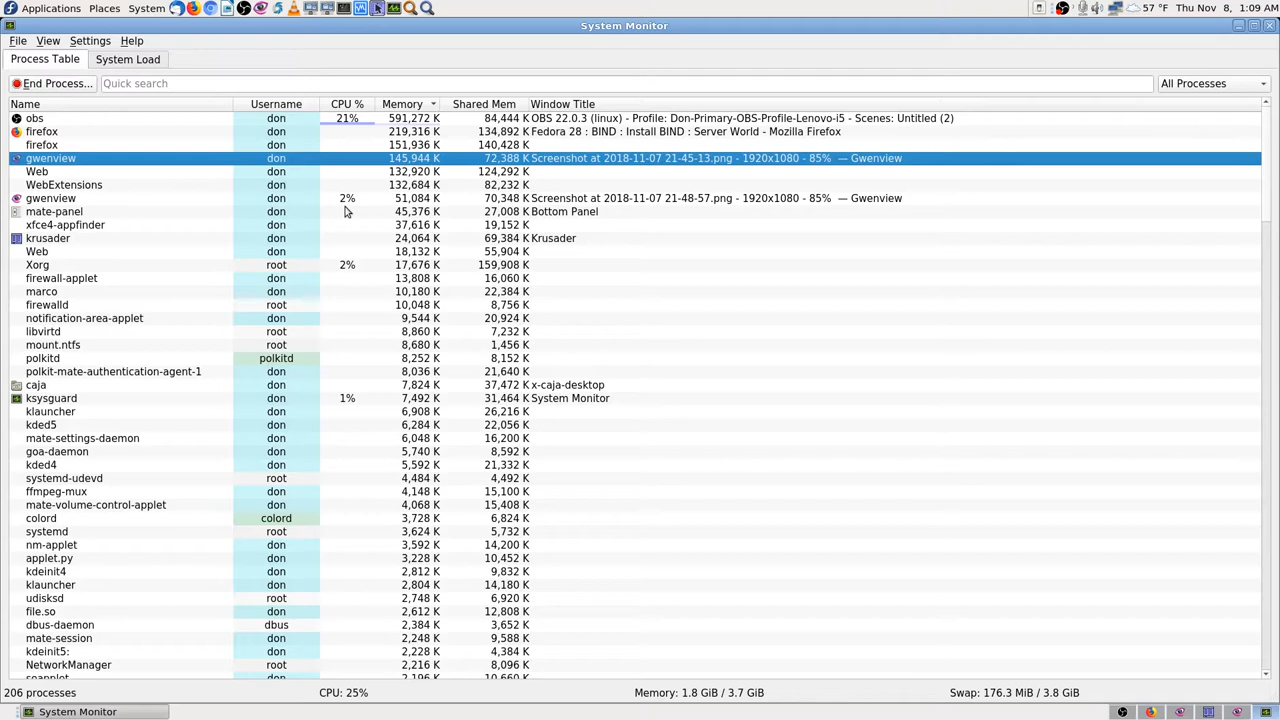 Applications Places System 57 °F Thu Nov 8, 1:09 AM
System Monitor
File View Settings Help
Process Table System Load
End Process... Quick search All Processes
Name Username CPU % Memory Shared Mem Window Title
obs don 21% 591,272 K 84,444 K OBS 22.0.3 (linux) - Profile: Don-Primary-OBS-Profile-Lenovo-i5 - Scenes: Untitled (2)
firefox don 219,316 K 134,892 K Fedora 28 : BIND : Install BIND : Server World - Mozilla Firefox
firefox don 151,936 K 140,428 K
gwenview don 145,944 K 72,388 K Screenshot at 2018-11-07 21-45-13.png - 1920x1080 - 85% — Gwenview
Web don 132,920 K 124,292 K
WebExtensions don 132,684 K 82,232 K
gwenview don 2% 51,084 K 70,348 K Screenshot at 2018-11-07 21-48-57.png - 1920x1080 - 85% — Gwenview
mate-panel don 45,376 K 27,008 K Bottom Panel
xfce4-appfinder don 37,616 K 19,152 K
krusader don 24,064 K 69,384 K Krusader
Web don 18,132 K 55,904 K
Xorg root 2% 17,676 K 159,908 K
firewall-applet don 13,808 K 16,060 K
marco don 10,180 K 22,384 K
firewalld root 10,048 K 8,756 K
notification-area-applet don 9,544 K 20,924 K
libvirtd root 8,860 K 7,232 K
mount.ntfs root 8,680 K 1,456 K
polkitd polkitd 8,252 K 8,152 K
polkit-mate-authentication-agent-1 don 8,036 K 21,640 K
caja don 7,824 K 37,472 K x-caja-desktop
ksysguard don 1% 7,492 K 31,464 K System Monitor
klauncher don 6,908 K 26,216 K
kded5 don 6,284 K 22,056 K
mate-settings-daemon don 6,048 K 16,200 K
goa-daemon don 5,740 K 8,592 K
kded4 don 5,592 K 21,332 K
systemd-udevd root 4,484 K 4,492 K
ffmpeg-mux don 4,148 K 15,100 K
mate-volume-control-applet don 4,068 K 15,408 K
colord colord 3,728 K 6,824 K
systemd root 3,624 K 5,732 K
nm-applet don 3,592 K 14,200 K
applet.py don 3,228 K 10,452 K
kdeinit4 don 2,812 K 9,832 K
klauncher don 2,804 K 14,180 K
udisksd root 2,748 K 6,920 K
file.so don 2,612 K 12,808 K
dbus-daemon dbus 2,384 K 3,652 K
mate-session don 2,248 K 9,588 K
kdeinit5: don 2,228 K 4,384 K
NetworkManager root 2,216 K 8,096 K
seapplet don 2,196 K 10,660 K
206 processes CPU: 25% Memory: 1.8 GiB / 3.7 GiB Swap: 176.3 MiB / 3.8 GiB
System Monitor